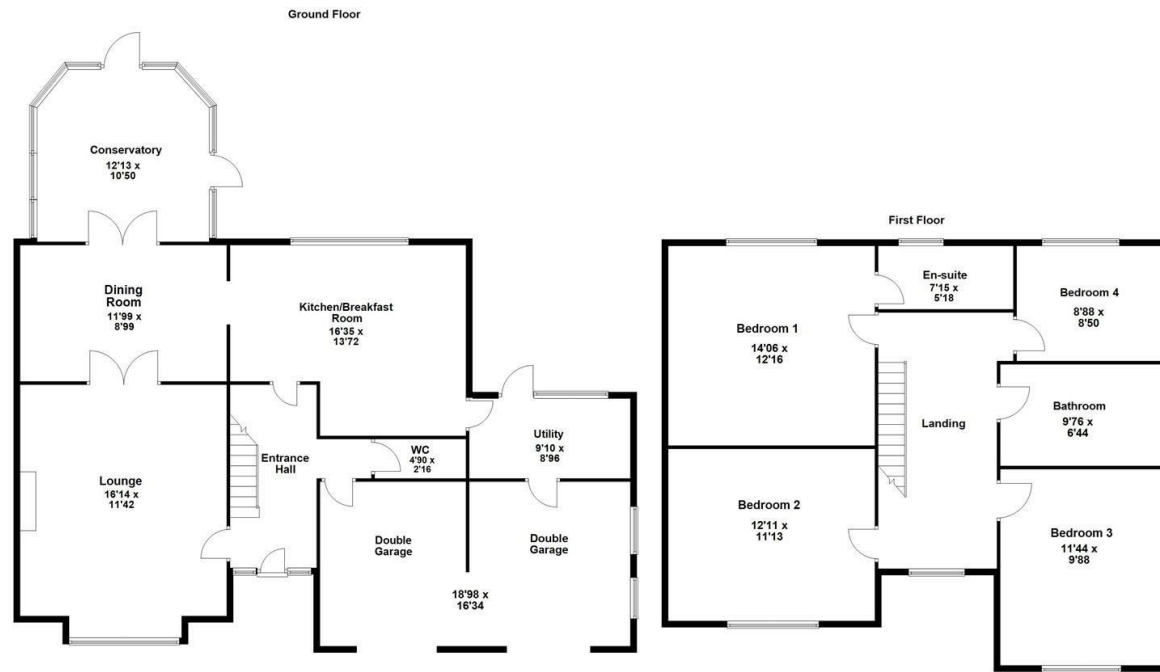 Ground Floor
Conservatory
12'13 x
10'50
Dining
Room
11'99 x
8'99
Kitchen/Breakfast
Room
16'35 x
13'72
Utility
9'10 x
8'96
WC
4'90 x
2'16
Entrance
Hall
Lounge
16'14 x
11'42
Double
Garage
Double
Garage
18'98 x
16'34
First Floor
En-suite
7'15 x
5'18
Bedroom 4
8'88 x
8'50
Bedroom 1
14'06 x
12'16
Bathroom
9'76 x
6'44
Landing
Bedroom 2
12'11 x
11'13
Bedroom 3
11'44 x
9'88